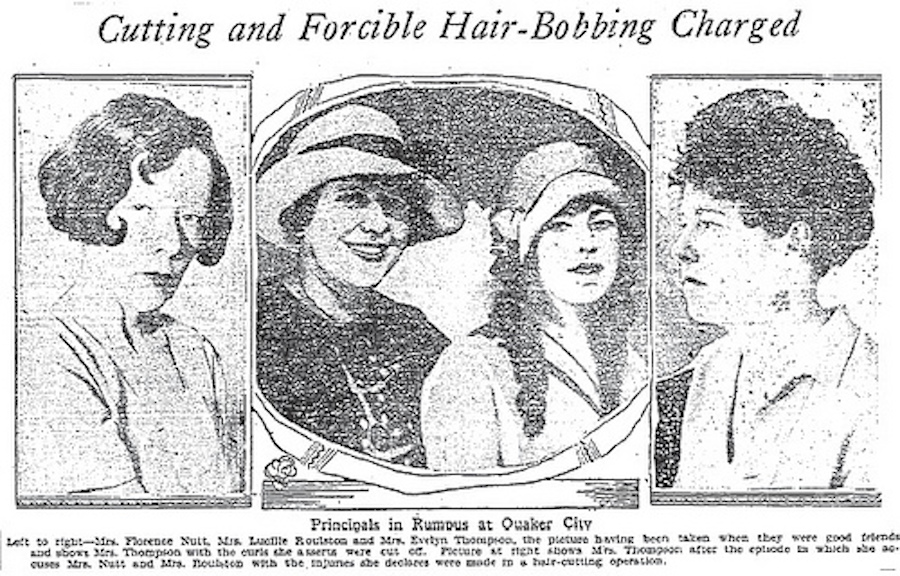 Cutting and Forcible Hair-Bobbing Charged
Principals in Rumpus at Quaker City
Left to right—Mrs. Florence Nutt, Mrs. Lucille Roulston and Mrs. Evelyn Thompson, the picture having been taken when they were good friends
and shows Mrs. Thompson with the curls she asserts were cut off. Picture at right shows Mrs. Thompson after the episode in which she ac-
cuses Mrs. Nutt and Mrs. Roulston with the injuries she declares were made in a hair-cutting operation.